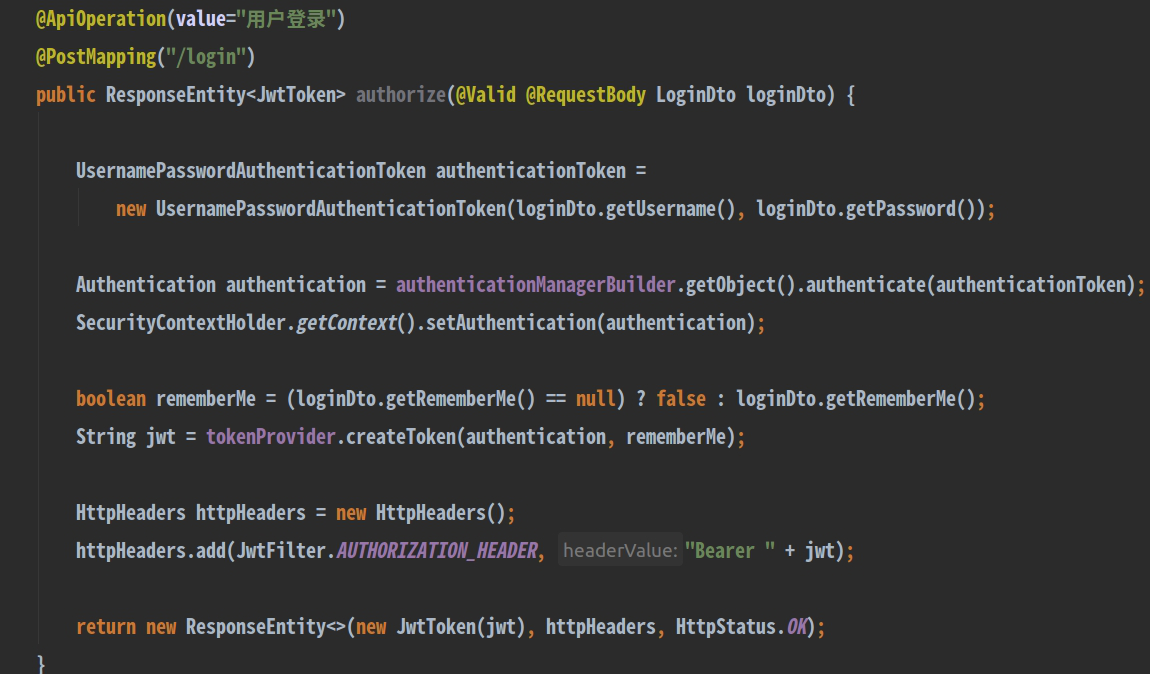 @ApiOperation(value="用户登录")
@PostMapping("/login")
public ResponseEntity<JwtToken> authorize(@Valid @RequestBody LoginDto loginDto) {
UsernamePasswordAuthenticationToken authenticationToken =
new UsernamePasswordAuthenticationToken(loginDto.getUsername(), loginDto.getPassword());
Authentication authentication = authenticationManagerBuilder.getObject().authenticate(authenticationToken);
SecurityContextHolder.getContext().setAuthentication(authentication);
boolean rememberMe = (loginDto.getRememberMe() == null) ? false : loginDto.getRememberMe();
String jwt = tokenProvider.createToken(authentication, rememberMe);
HttpHeaders httpHeaders = new HttpHeaders();
httpHeaders.add(JwtFilter.AUTHORIZATION_HEADER, headerValue: "Bearer " + jwt);
return new ResponseEntity<>(new JwtToken(jwt), httpHeaders, HttpStatus.OK);
}